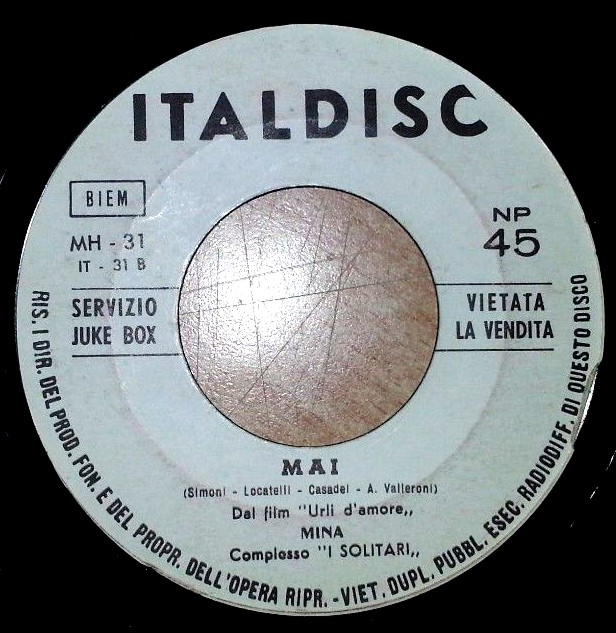 ITALDISC
BIEM
MH - 31
IT - 31 B
NP
45
SERVIZIO
JUKE BOX
VIETATA
LA VENDITA
MAI
(Simoni - Locatelli - Casadei - A. Valleroni)
Dal film "Urli d'amore,,
MINA
Complesso "I SOLITARI,,
RIS. I DIR. DEL PROD. FON. E DEL PROPR. DELL'OPERA RIPR. - VIET. DUPL. PUBBL. ESEC. RADIODIFF. DI QUESTO DISCO